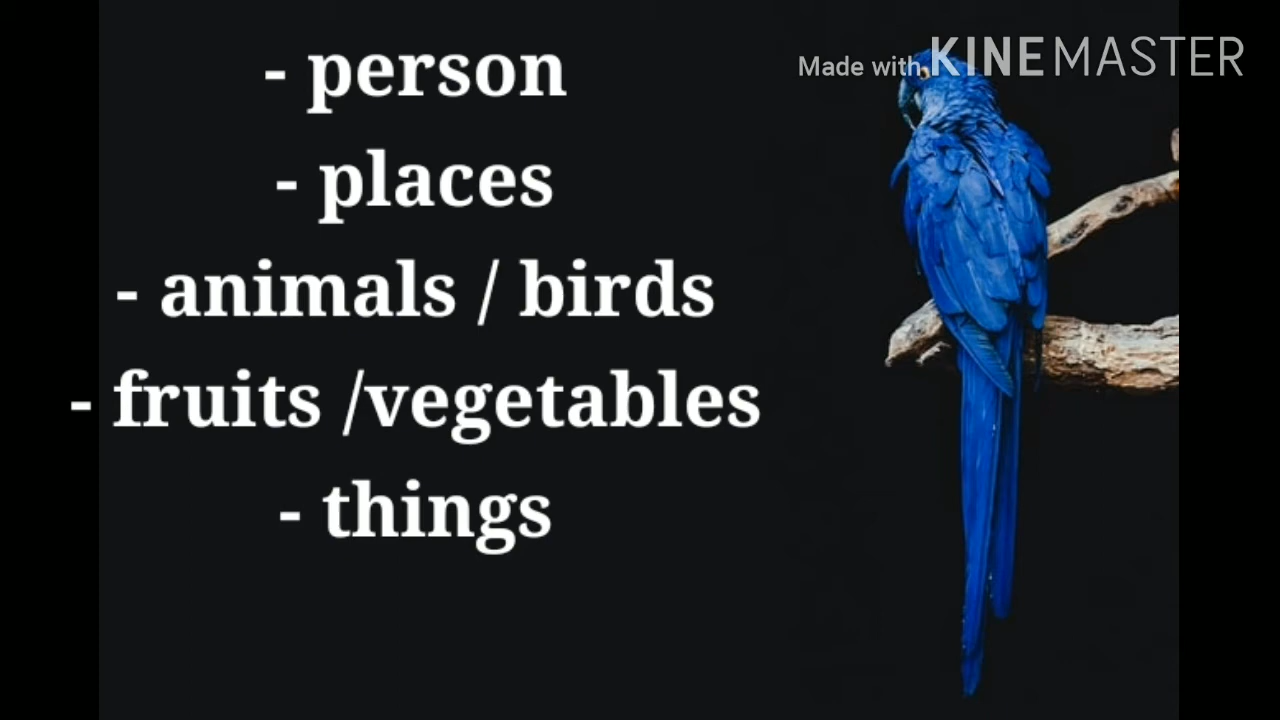 Made with KINEMASTER
- person
- places
- animals / birds
- fruits /vegetables
- things